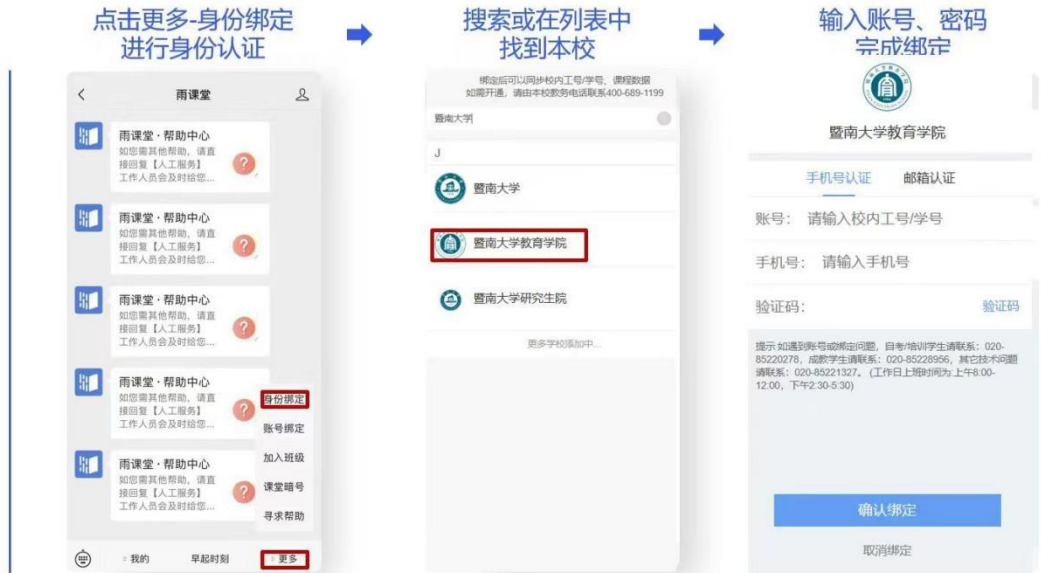 点击更多-身份绑定
进行身份认证
搜索或在列表中
找到本校
输入账号、密码
完成绑定
雨课堂
雨课堂·帮助中心
如您需其他帮助，请直
接回复【人工服务】
工作人员会及时给您...
雨课堂·帮助中心
如您需其他帮助，请直
接回复【人工服务】
工作人员会及时给您...
雨课堂·帮助中心
如您需其他帮助，请直
接回复【人工服务】
工作人员会及时给您...
雨课堂·帮助中心
如您需其他帮助，请直
接回复【人工服务】
工作人员会及时给您...
雨课堂·帮助中心
如您需其他帮助，请直
接回复【人工服务】
工作人员会及时给您...
身份绑定
账号绑定
加入班级
课堂暗号
寻求帮助
我的
早起时刻
更多
绑定后可以同步校内工号/学号、课程数据
如需开通，请由本校教务电话联系400-689-1199
暨南大学
J
暨南大学
暨南大学教育学院
暨南大学研究生院
更多学校添加中...
暨南大学教育学院
手机号认证 邮箱认证
账号： 请输入校内工号/学号
手机号： 请输入手机号
验证码： 验证码
提示 如遇到账号或绑定问题，自考/培训学生请联系：020-
85220278，成教学生请联系：020-85228956，其它技术问题
请联系：020-85221327。(工作日上班时间为:上午8:00-
12:00，下午2:30-5:30)
确认绑定
取消绑定